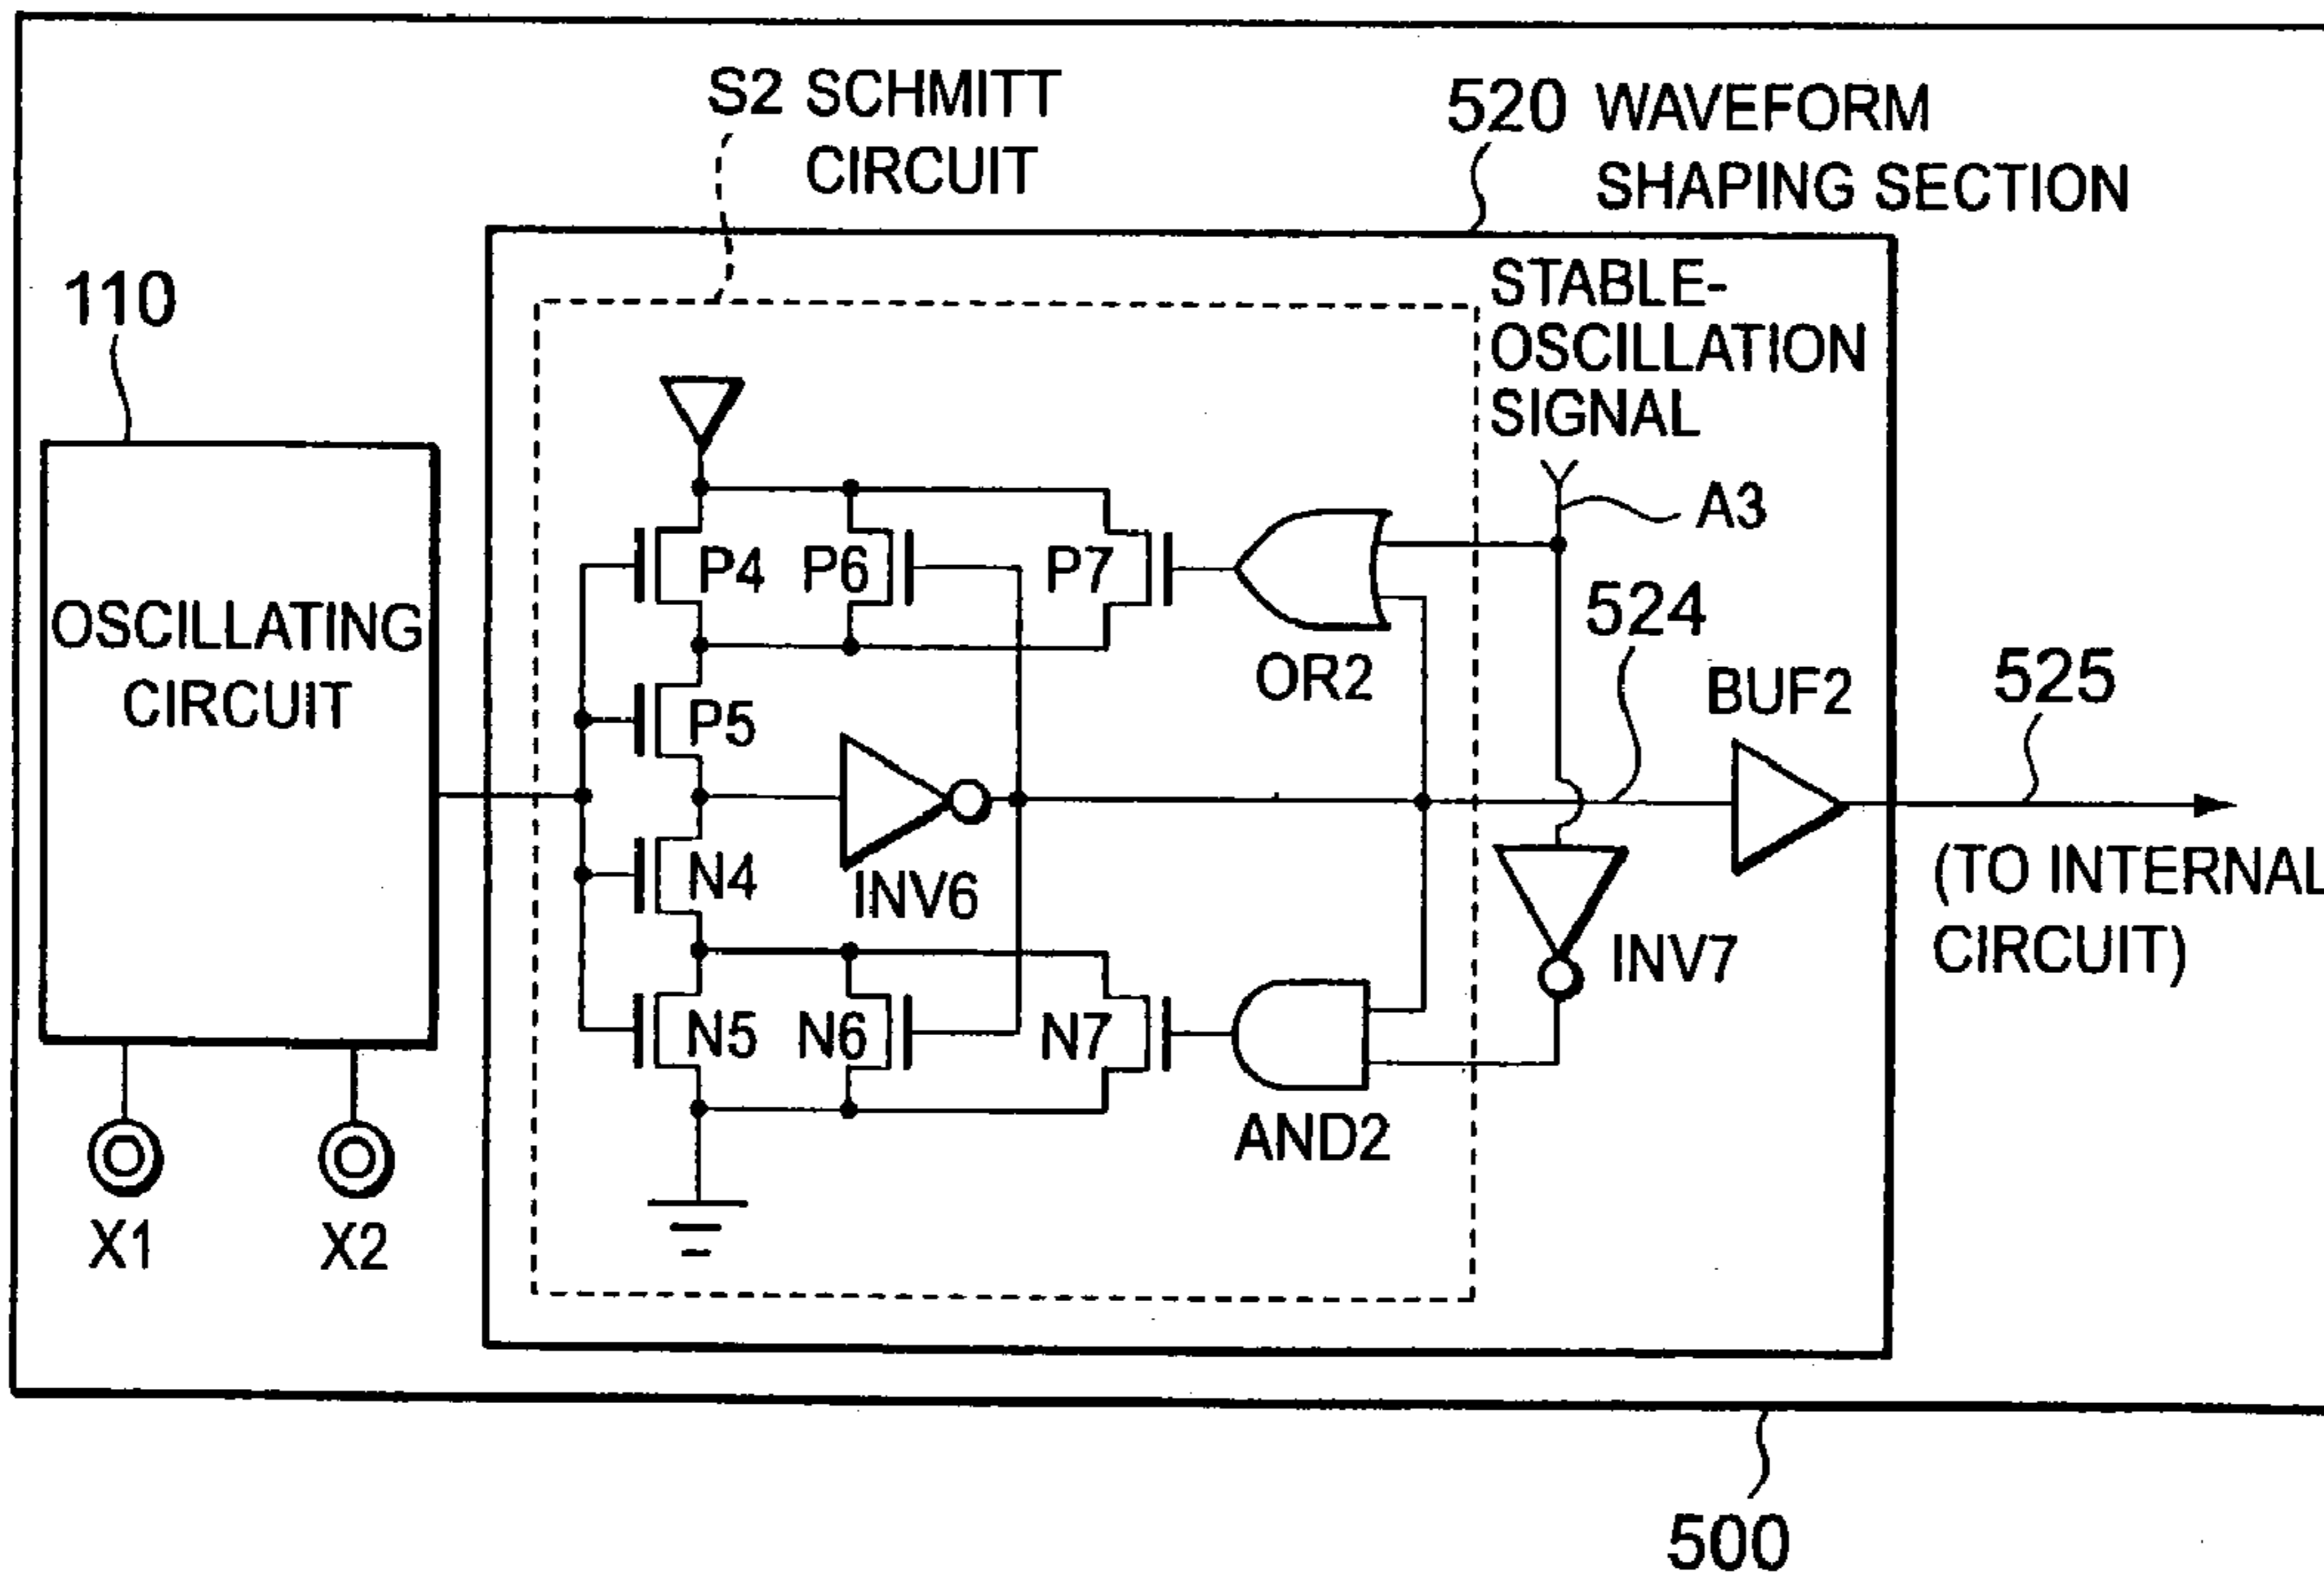 S2 SCHMITT
CIRCUIT
520 WAVEFORM
SHAPING SECTION
110
STABLE-
OSCILLATION
SIGNAL
A3
P4
P6
P7
524
OSCILLATING
CIRCUIT
OR2
BUF2
525
P5
N4
INV6
(TO INTERNAL
CIRCUIT)
INV7
N5
N6
N7
AND2
X1
X2
500